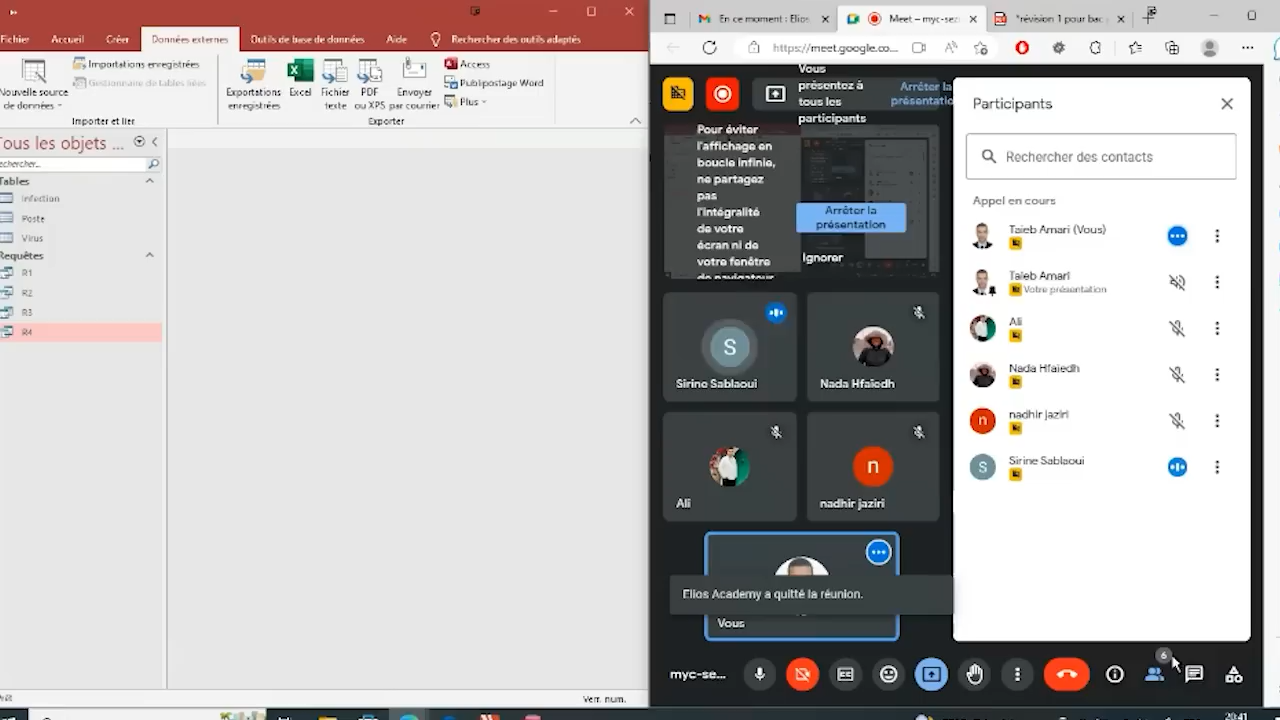 Fichier Accueil Créer Données externes Outils de base de données Aide Rechercher des outils adaptés
Nouvelle source
de données
Importations enregistrées
Gestionnaire de tables liées
Importer et lier
Exportations
enregistrées
Excel
Fichier
texte
PDF
ou XPS
Envoyer
par courrier
Access
Publipostage Word
Plus
Exporter
Tous les objets ...
Rechercher...
Tables
Infection
Poste
Virus
Requêtes
R1
R2
R3
R4
Verr. num.
En ce moment : Elios
Meet – myc-sez
*révision 1 pour bac
https://meet.google.co...
Vous
présentez à
tous les
participants
Arrêter la
présentatio
Pour éviter
l'affichage en
boucle infinie,
ne partagez
pas
l'intégralité
de votre
écran ni de
votre fenêtre
de navigateur
Arrêter la
présentation
Ignorer
S
Sirine Sablaoui
Nada Hfaiedh
Ali
n
nadhir jaziri
Elios Academy a quitté la réunion.
Vous
myc-se...
6
Participants
Rechercher des contacts
Appel en cours
Taieb Amari (Vous)
Taieb Amari
Votre présentation
Ali
Nada Hfaiedh
n
nadhir jaziri
S
Sirine Sablaoui
20:41